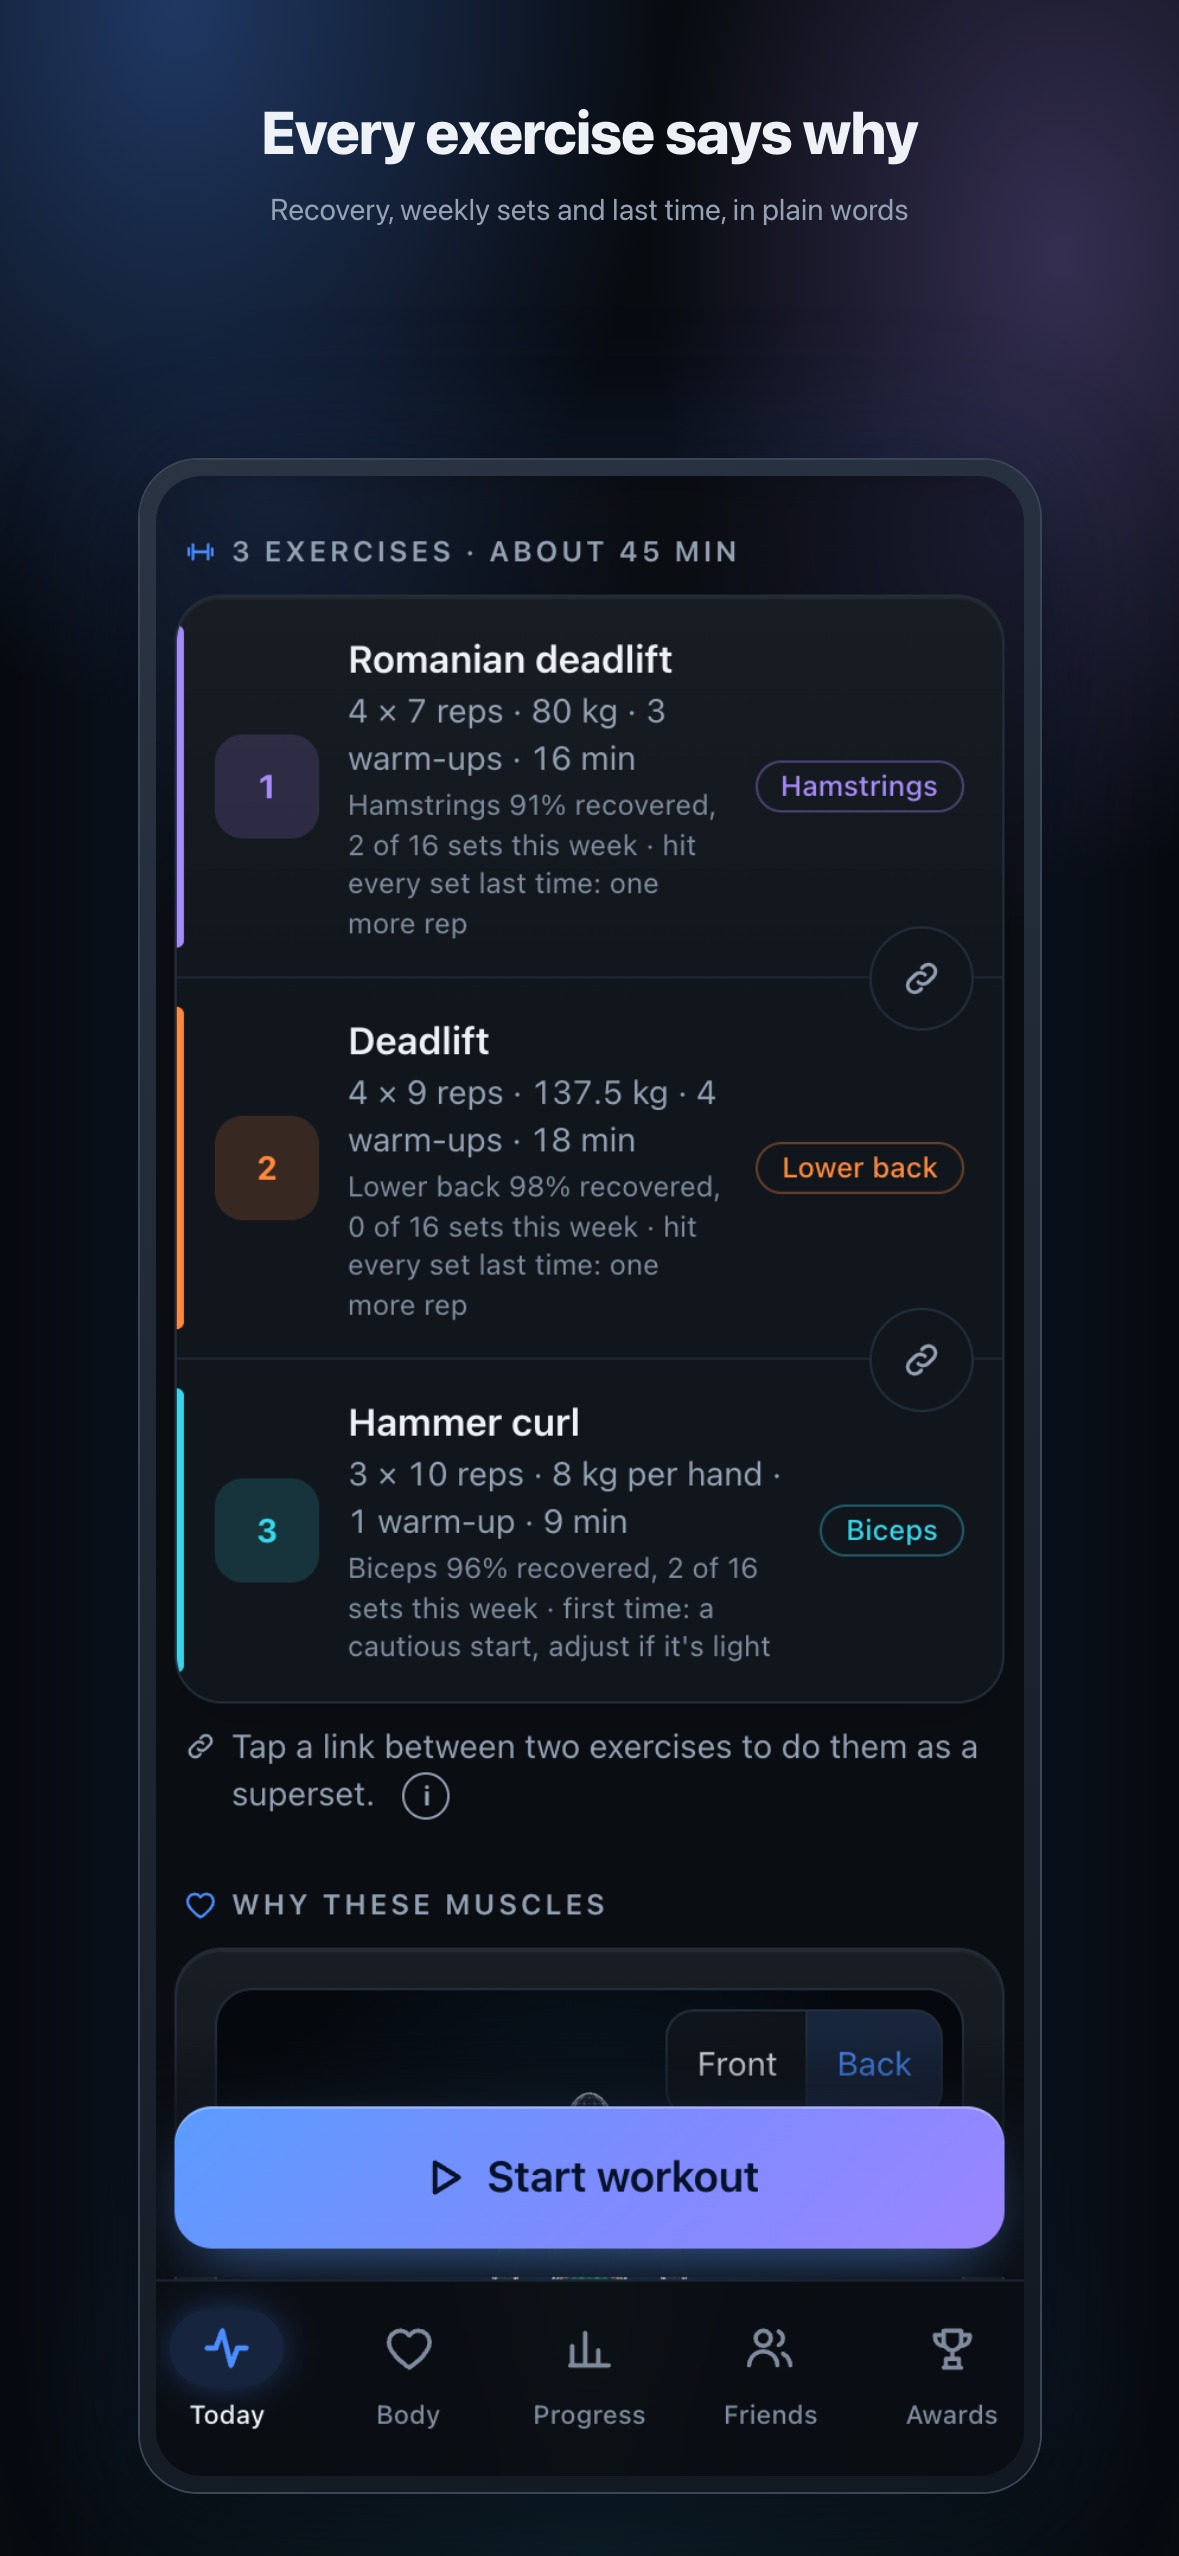 Every exercise says why
Recovery, weekly sets and last time, in plain words
3 EXERCISES · ABOUT 45 MIN
1
Romanian deadlift
4 × 7 reps · 80 kg · 3
warm-ups · 16 min
Hamstrings 91% recovered,
2 of 16 sets this week · hit
every set last time: one
more rep
Hamstrings
2
Deadlift
4 × 9 reps · 137.5 kg · 4
warm-ups · 18 min
Lower back 98% recovered,
0 of 16 sets this week · hit
every set last time: one
more rep
Lower back
3
Hammer curl
3 × 10 reps · 8 kg per hand ·
1 warm-up · 9 min
Biceps 96% recovered, 2 of 16
sets this week · first time: a
cautious start, adjust if it's light
Biceps
Tap a link between two exercises to do them as a
superset. i
WHY THESE MUSCLES
Front
Back
Start workout
Today
Body
Progress
Friends
Awards